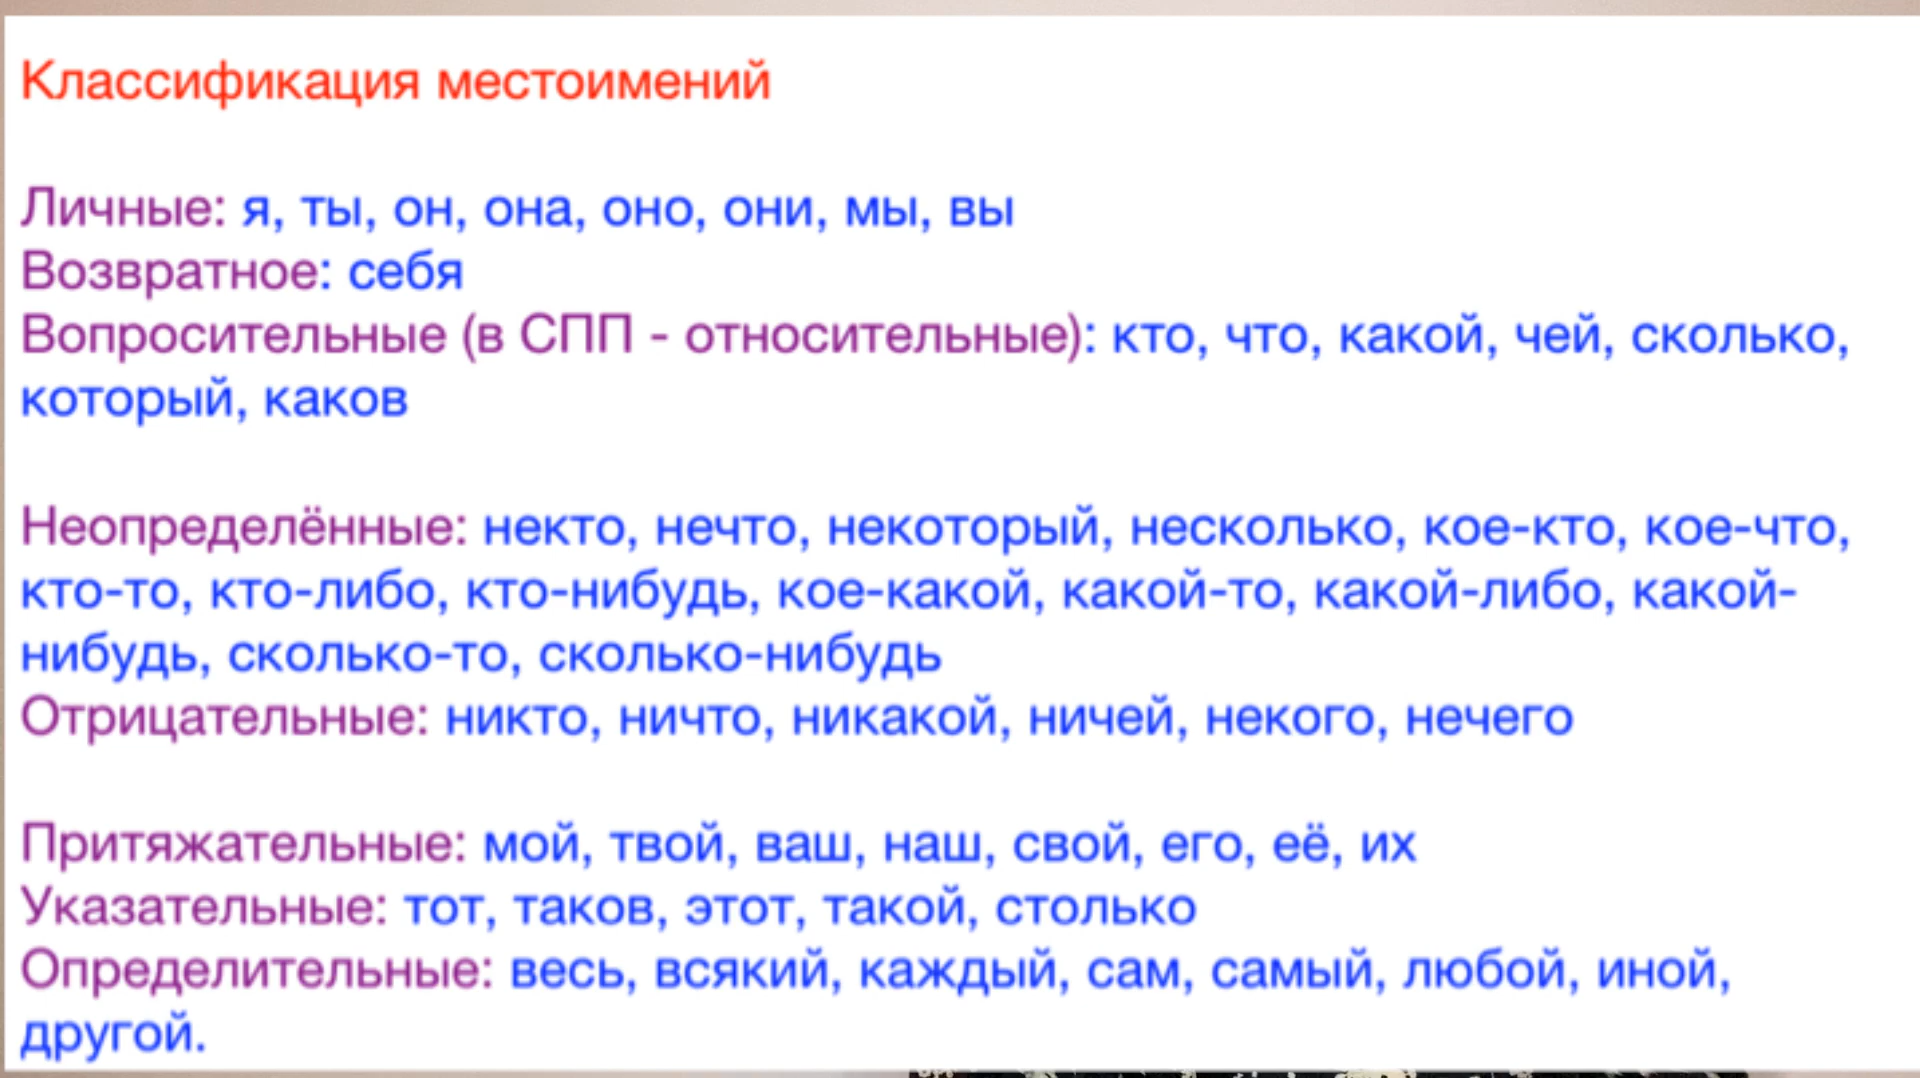 Классификация местоимений
Личные: я, ты, он, она, оно, они, мы, вы
Возвратное: себя
Вопросительные (в СПП - относительные): кто, что, какой, чей, сколько,
который, каков
Неопределённые: некто, нечто, некоторый, несколько, кое-кто, кое-что,
кто-то, кто-либо, кто-нибудь, кое-какой, какой-то, какой-либо, какой-
нибудь, сколько-то, сколько-нибудь
Отрицательные: никто, ничто, никакой, ничей, некого, нечего
Притяжательные: мой, твой, ваш, наш, свой, его, её, их
Указательные: тот, таков, этот, такой, столько
Определительные: весь, всякий, каждый, сам, самый, любой, иной,
другой.